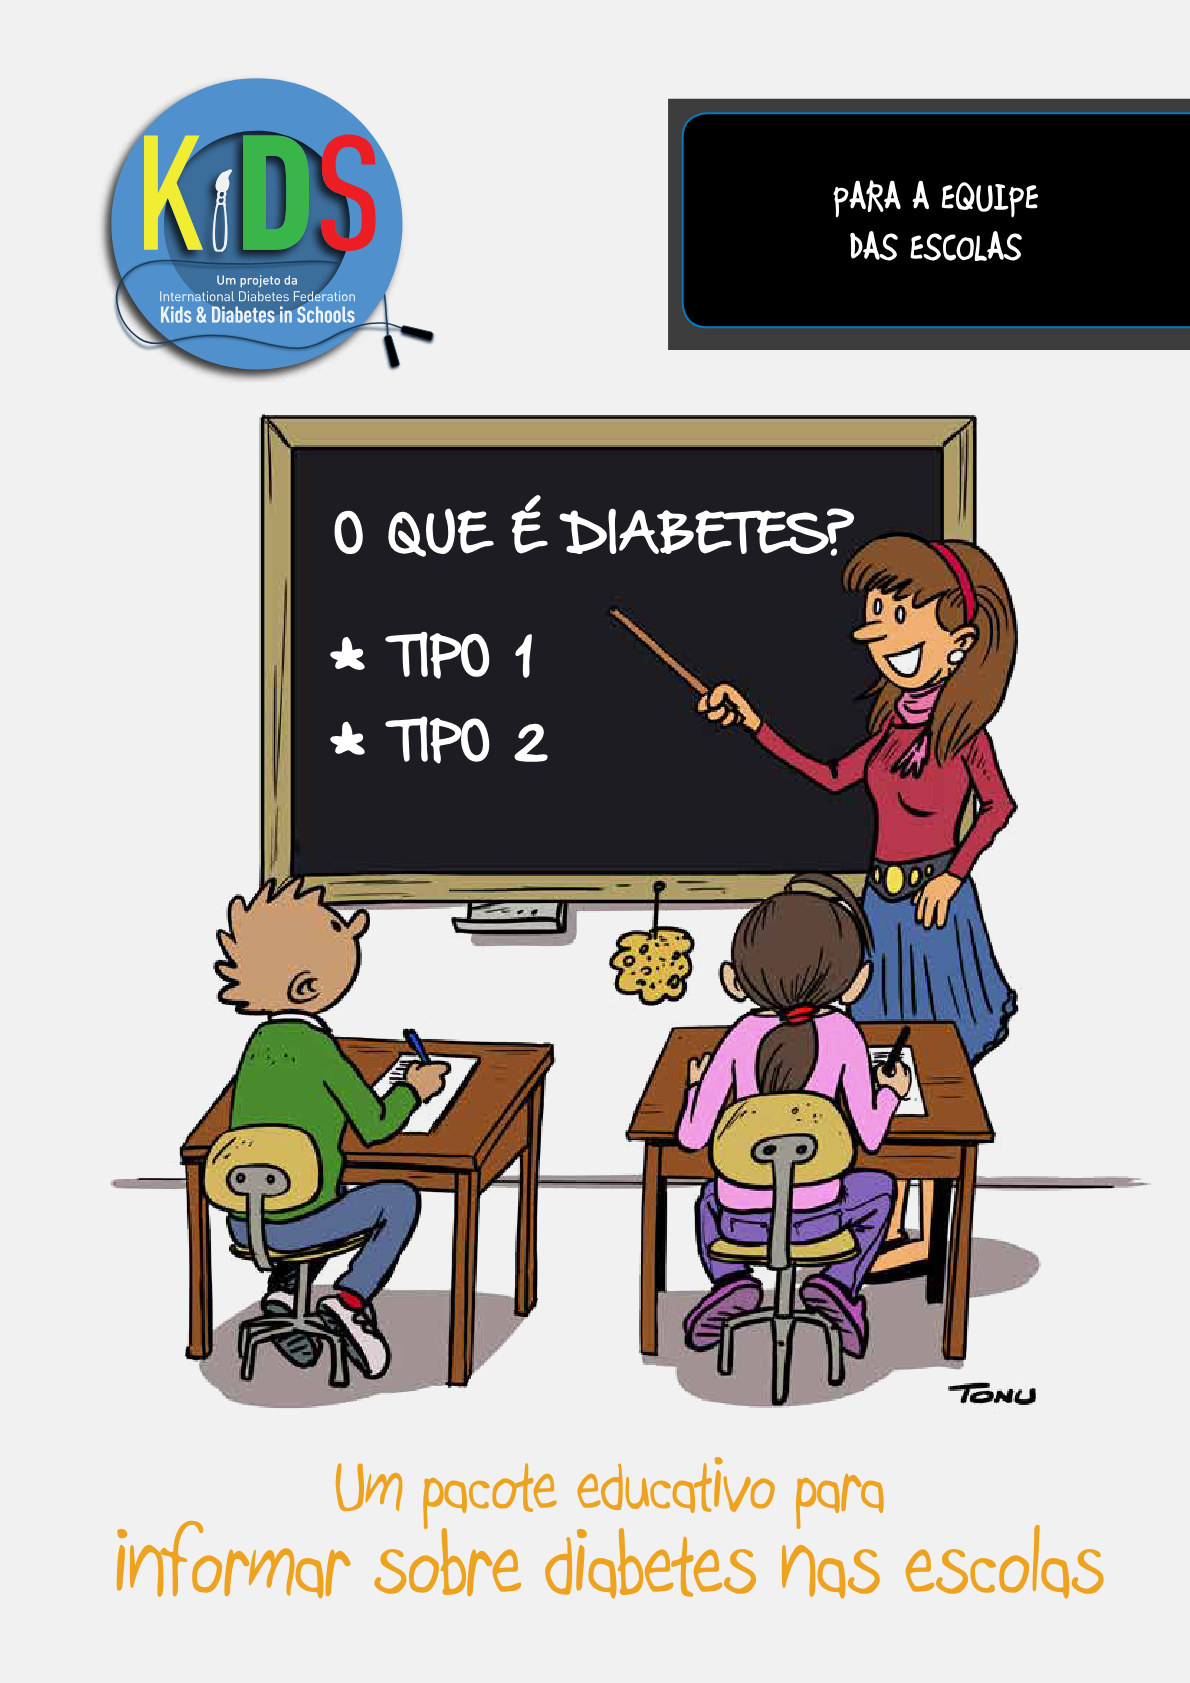 KiDS
Um projeto da
International Diabetes Federation
Kids & Diabetes in Schools
PARA A EQUIPE
DAS ESCOLAS
O QUE É DIABETES?
* TIPO 1
* TIPO 2
TONU
Um pacote educativo para
informar sobre diabetes nas escolas